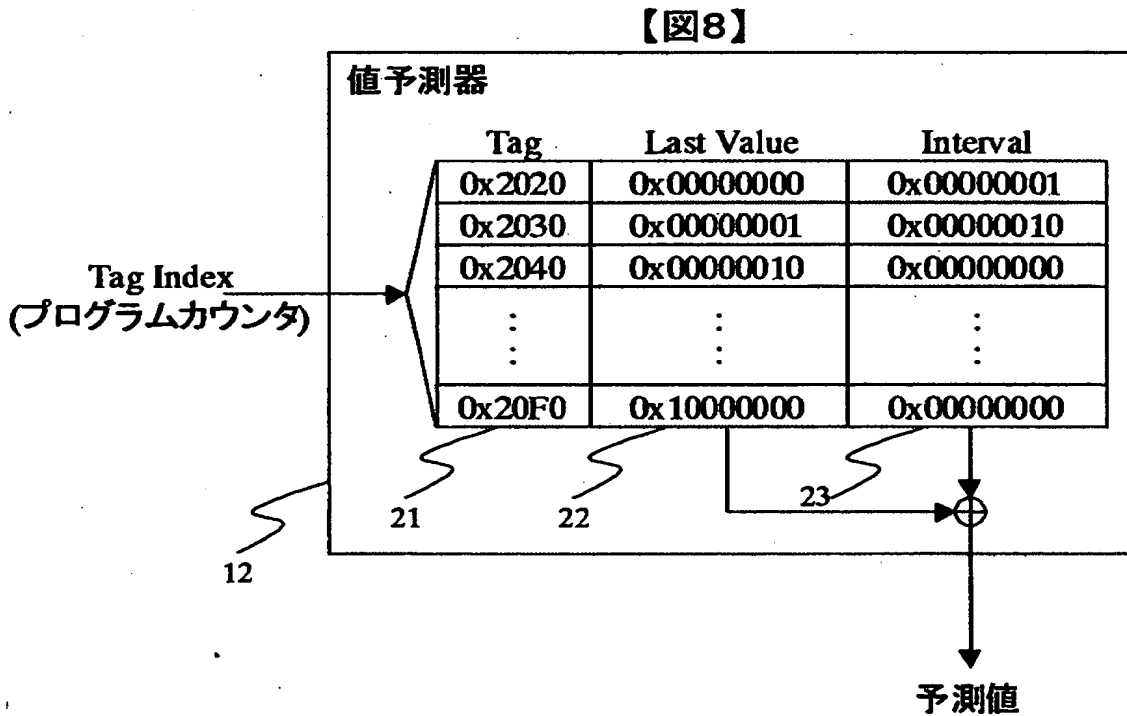 【図8】
値予測器
Tag Last Value Interval
0x2020 0x00000000 0x00000001
0x2030 0x00000001 0x00000010
0x2040 0x00000010 0x00000000
Tag Index
(プログラムカウンタ)
⋮ ⋮ ⋮
0x20F0 0x10000000 0x00000000
21 22 23
12
予測値